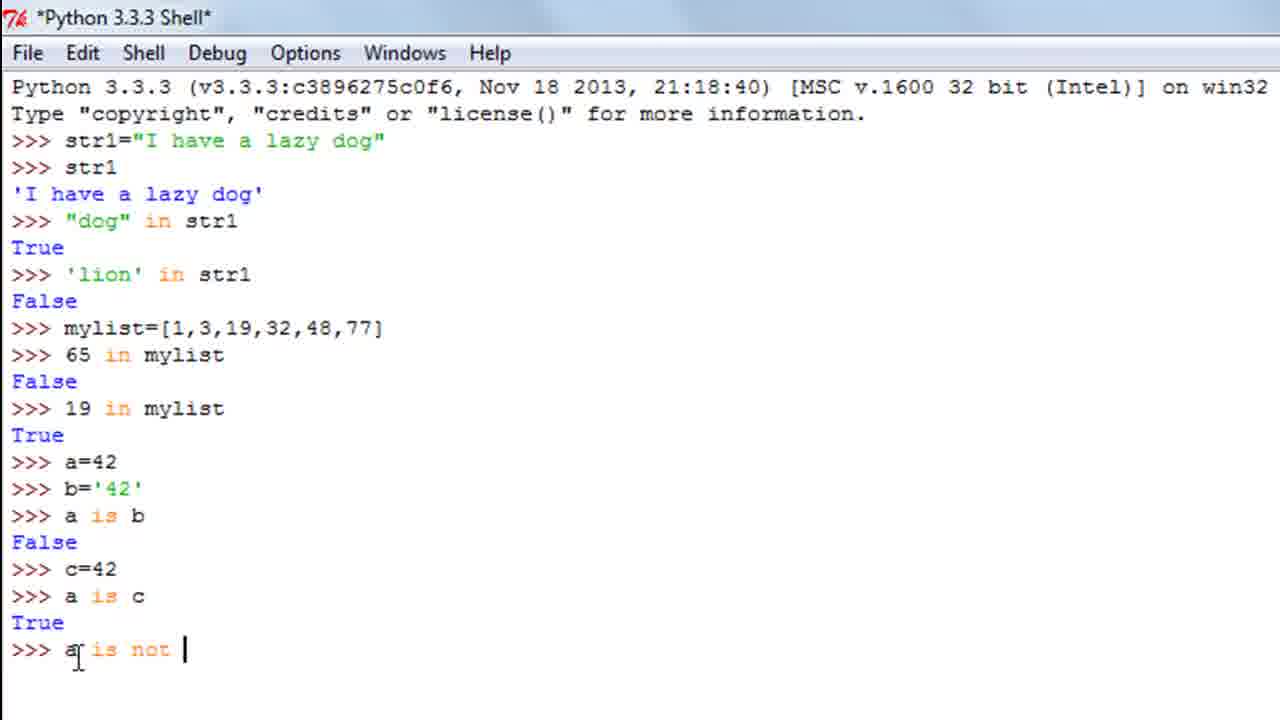 *Python 3.3.3 Shell*
File Edit Shell Debug Options Windows Help
Python 3.3.3 (v3.3.3:c3896275c0f6, Nov 18 2013, 21:18:40) [MSC v.1600 32 bit (Intel)] on win32
Type "copyright", "credits" or "license()" for more information.
>>> str1="I have a lazy dog"
>>> str1
'I have a lazy dog'
>>> "dog" in str1
True
>>> 'lion' in str1
False
>>> mylist=[1,3,19,32,48,77]
>>> 65 in mylist
False
>>> 19 in mylist
True
>>> a=42
>>> b='42'
>>> a is b
False
>>> c=42
>>> a is c
True
>>> a is not